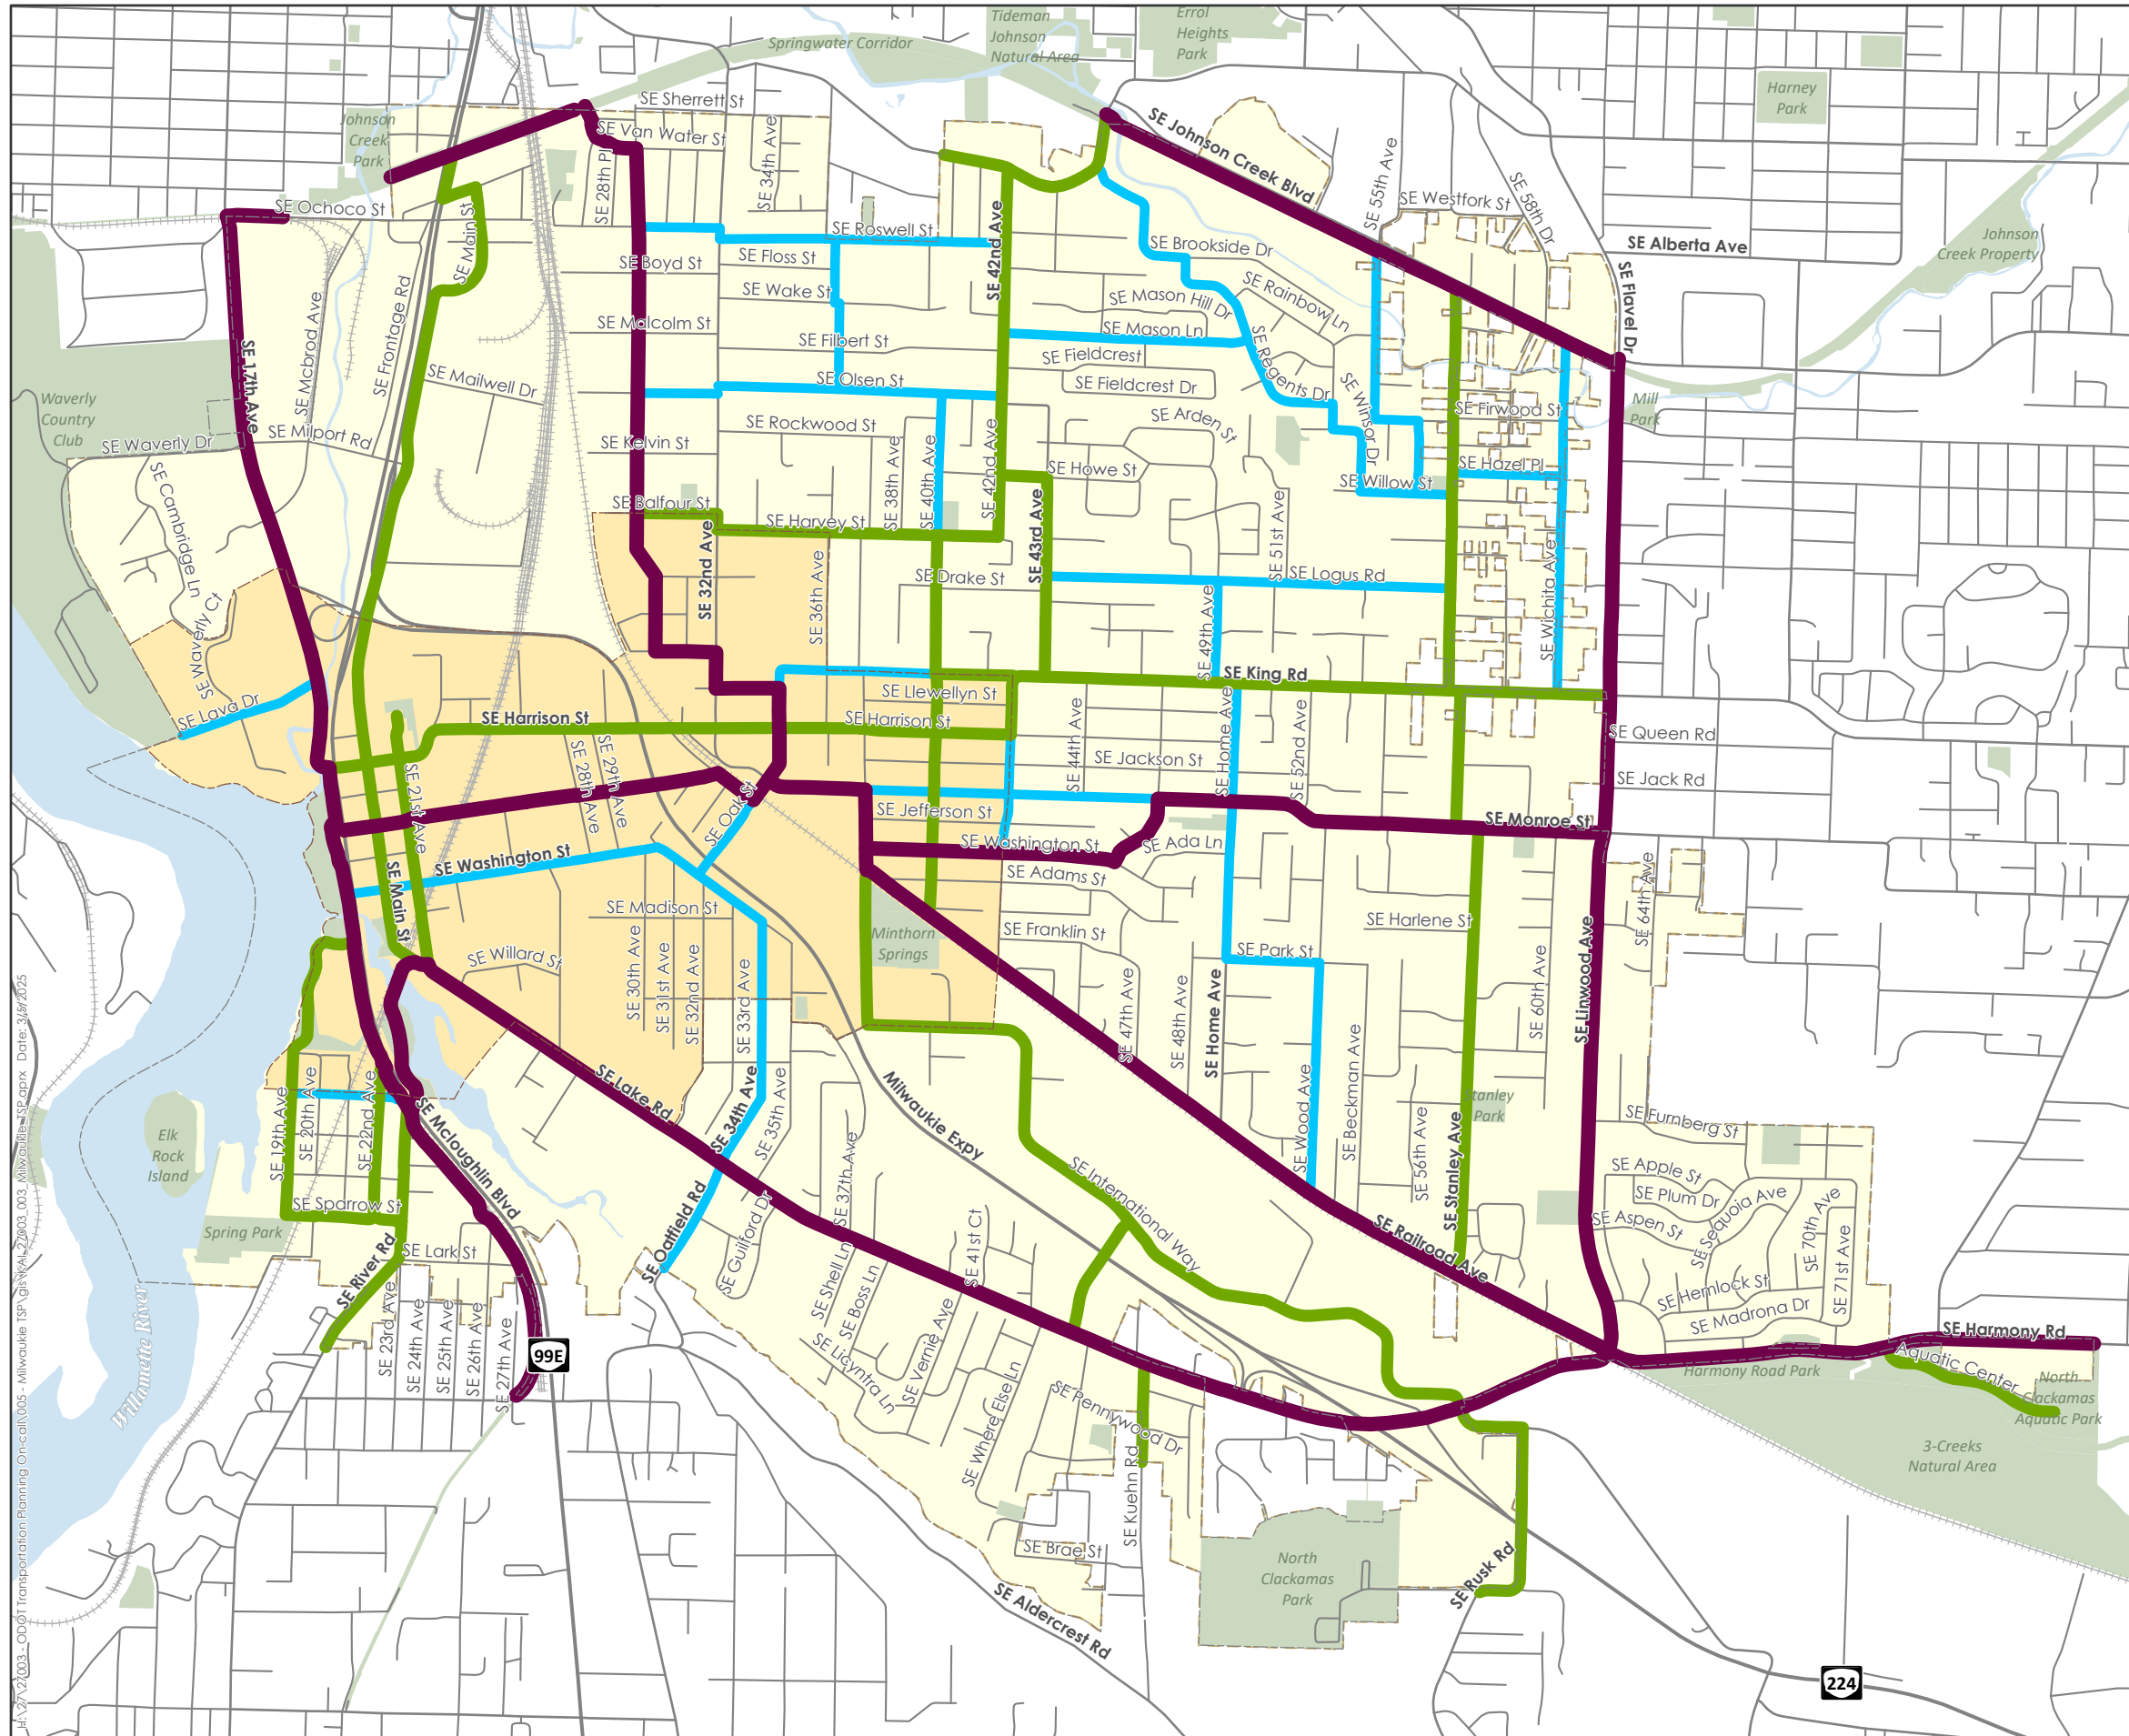 Springwater Corridor
Tideman
Johnson
Natural Area
Errol
Heights
Park
Harney
Park
Johnson
Creek
Park
SE Sherrett St
SE Van Water St
SE 28th Pl
SE 34th Ave
SE Johnson Creek Blvd
SE 55th Ave
SE Westfork St
SE 58th Dr
SE Alberta Ave
Johnson
Creek Property
SE Flavel Dr
SE Ochoco St
SE Main St
SE Roswell St
SE 42nd Ave
SE Brookside Dr
SE Boyd St
SE Floss St
SE Wake St
SE Rainbow Ln
SE Mason Hill Dr
SE Mason Ln
SE Malcolm St
SE Filbert St
SE Fieldcrest
SE Fieldcrest Dr
SE Regents Dr
SE Winsor Dr
SE 17th Ave
SE Mcbrod Ave
SE Frontage Rd
SE Mailwell Dr
SE Olsen St
SE Firwood St
Mill
Park
Waverly
Country
Club
SE Waverly Dr
SE Milport Rd
SE Rockwood St
SE Arden St
SE Kelvin St
SE 38th Ave
SE 40th Ave
SE 42nd Ave
SE Howe St
SE Hazel Pl
SE Willow St
SE Cambridge Ln
SE Balfour St
SE Harvey St
SE 32nd Ave
SE 43rd Ave
SE 51st Ave
SE 36th Ave
SE Drake St
SE Logus Rd
SE Wichita Ave
SE Waverly Ct
SE 49th Ave
SE King Rd
SE Lava Dr
SE Llewellyn St
SE Harrison St
SE Harrison St
SE 44th Ave
SE Home Ave
SE 52nd Ave
SE Queen Rd
SE 28th Ave
SE 29th Ave
SE 21st Ave
SE Jackson St
SE Jack Rd
SE Oak St
SE Jefferson St
SE Monroe St
SE Washington St
SE Washington St
SE Ada Ln
SE Adams St
SE 64th Ave
SE Main St
SE Madison St
SE Harlene St
Minthorn
Springs
SE Franklin St
SE Park St
SE Willard St
SE 30th Ave
SE 31st Ave
SE 32nd Ave
SE 33rd Ave
SE 47th Ave
SE 48th Ave
SE Home Ave
SE 60th Ave
SE Linwood Ave
SE Lake Rd
SE 34th Ave
SE 35th Ave
Milwaukie Expy
SE Wood Ave
SE Beckman Ave
SE 56th Ave
SE Stanley Ave
Stanley
Park
SE Furnberg St
SE Apple St
SE Plum Dr
SE Aspen St
SE Sequoia Ave
SE 70th Ave
SE 71st Ave
SE Hemlock St
SE Madrona Dr
Elk
Rock
Island
SE 19th Ave
SE 20th Ave
SE 22nd Ave
SE Mcloughlin Blvd
SE Sparrow St
Spring Park
SE Lark St
SE River Rd
SE Oatfield Rd
SE Guilford Dr
SE 37th Ave
SE International Way
SE Railroad Ave
SE Shell Ln
SE Boss Ln
SE 41st Ct
SE Vernie Ave
SE Licyntra Ln
SE Where Else Ln
SE 23rd Ave
SE 24th Ave
SE 25th Ave
SE 26th Ave
SE 27th Ave
99E
Willamette River
SE Harmony Rd
Harmony Road Park
Aquatic Center
North
Clackamas
Aquatic Park
3-Creeks
Natural Area
SE Pennywood Dr
SE Kuehn Rd
SE Brae St
North
Clackamas
Park
SE Rusk Rd
SE Aldercrest Rd
224
H:\27\27003 - ODOT Transportation Planning On-call\005 - Milwaukie TSP\gis\KAI_27003_003_Milwaukie_TSP.aprx Date: 3/5/2025